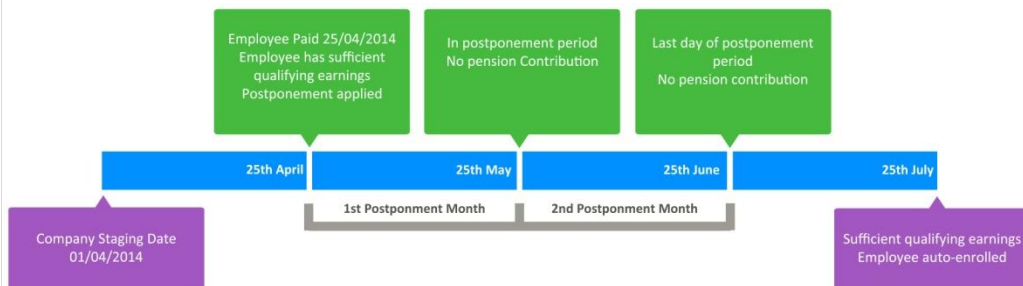 Employee Paid 25/04/2014
Employee has sufficient
qualifying earnings
Postponement applied
In postponement period
No pension Contribution
Last day of postponement
period
No pension contribution
25th April
25th May
25th June
25th July
1st Postponment Month
2nd Postponment Month
Company Staging Date
01/04/2014
Sufficient qualifying earnings
Employee auto-enrolled